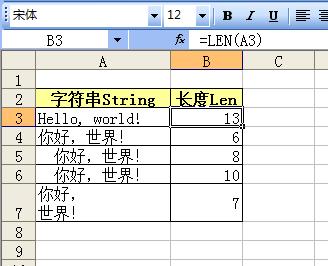 宋体 12 B I U
B3 fx =LEN(A3)
A B C
1
2 字符串String 长度Len
3 Hello, world! 13
4 你好，世界！ 6
5 你好，世界！ 8
6 你好，世界！ 10
你好，
7 世界！ 7
8
9
10